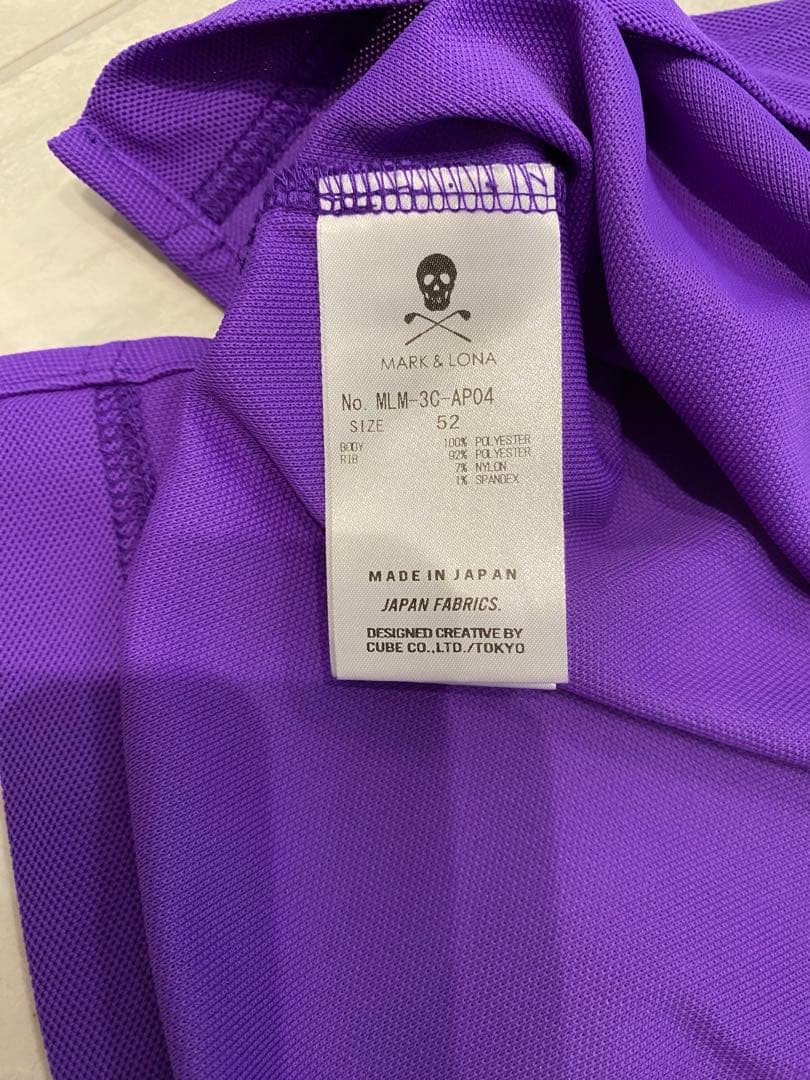 MARK & LONA
No. MLM-3C-AP04
SIZE 52
BODY 100% POLYESTER
RIB 92% POLYESTER
7% NYLON
1% SPANDEX
MADE IN JAPAN
JAPAN FABRICS.
DESIGNED CREATIVE BY
CUBE CO.,LTD./TOKYO